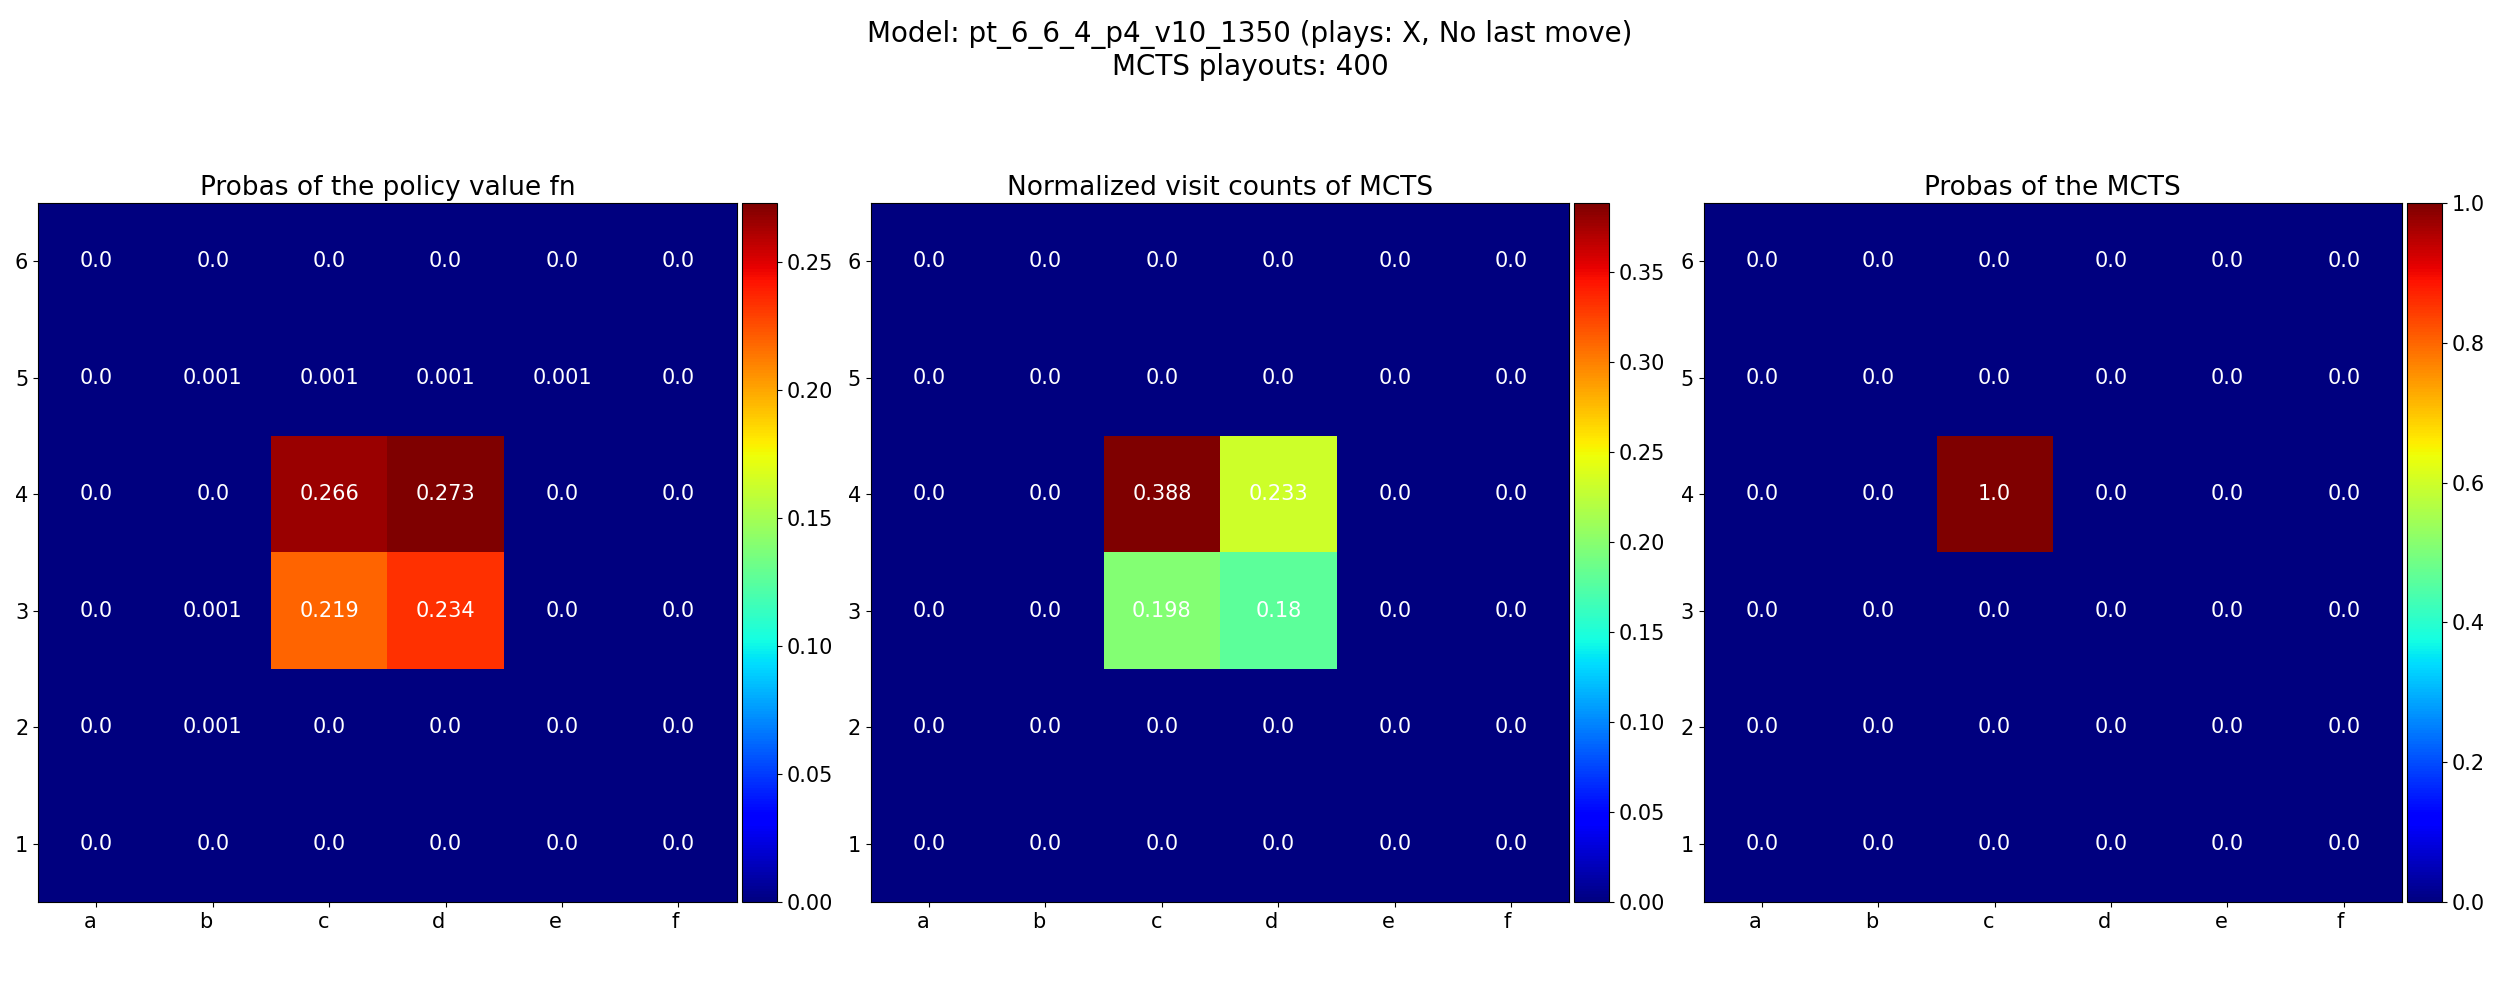 Model: pt_6_6_4_p4_v10_1350 (plays: X, No last move)
MCTS playouts: 400
Probas of the policy value fn
6 0.0 0.0 0.0 0.0 0.0 0.0
0.25
5 0.0 0.001 0.001 0.001 0.001 0.0
0.20
4 0.0 0.0 0.266 0.273 0.0 0.0
0.15
3 0.0 0.001 0.219 0.234 0.0 0.0
0.10
2 0.0 0.001 0.0 0.0 0.0 0.0
0.05
1 0.0 0.0 0.0 0.0 0.0 0.0
0.00
a b c d e f
Normalized visit counts of MCTS
6 0.0 0.0 0.0 0.0 0.0 0.0
0.35
0.30
5 0.0 0.0 0.0 0.0 0.0 0.0
0.25
4 0.0 0.0 0.388 0.233 0.0 0.0
0.20
3 0.0 0.0 0.198 0.18 0.0 0.0
0.15
0.10
2 0.0 0.0 0.0 0.0 0.0 0.0
0.05
1 0.0 0.0 0.0 0.0 0.0 0.0
0.00
a b c d e f
Probas of the MCTS
1.0
6 0.0 0.0 0.0 0.0 0.0 0.0
0.8
5 0.0 0.0 0.0 0.0 0.0 0.0
0.6
4 0.0 0.0 1.0 0.0 0.0 0.0
0.4
3 0.0 0.0 0.0 0.0 0.0 0.0
2 0.0 0.0 0.0 0.0 0.0 0.0
0.2
1 0.0 0.0 0.0 0.0 0.0 0.0
0.0
a b c d e f